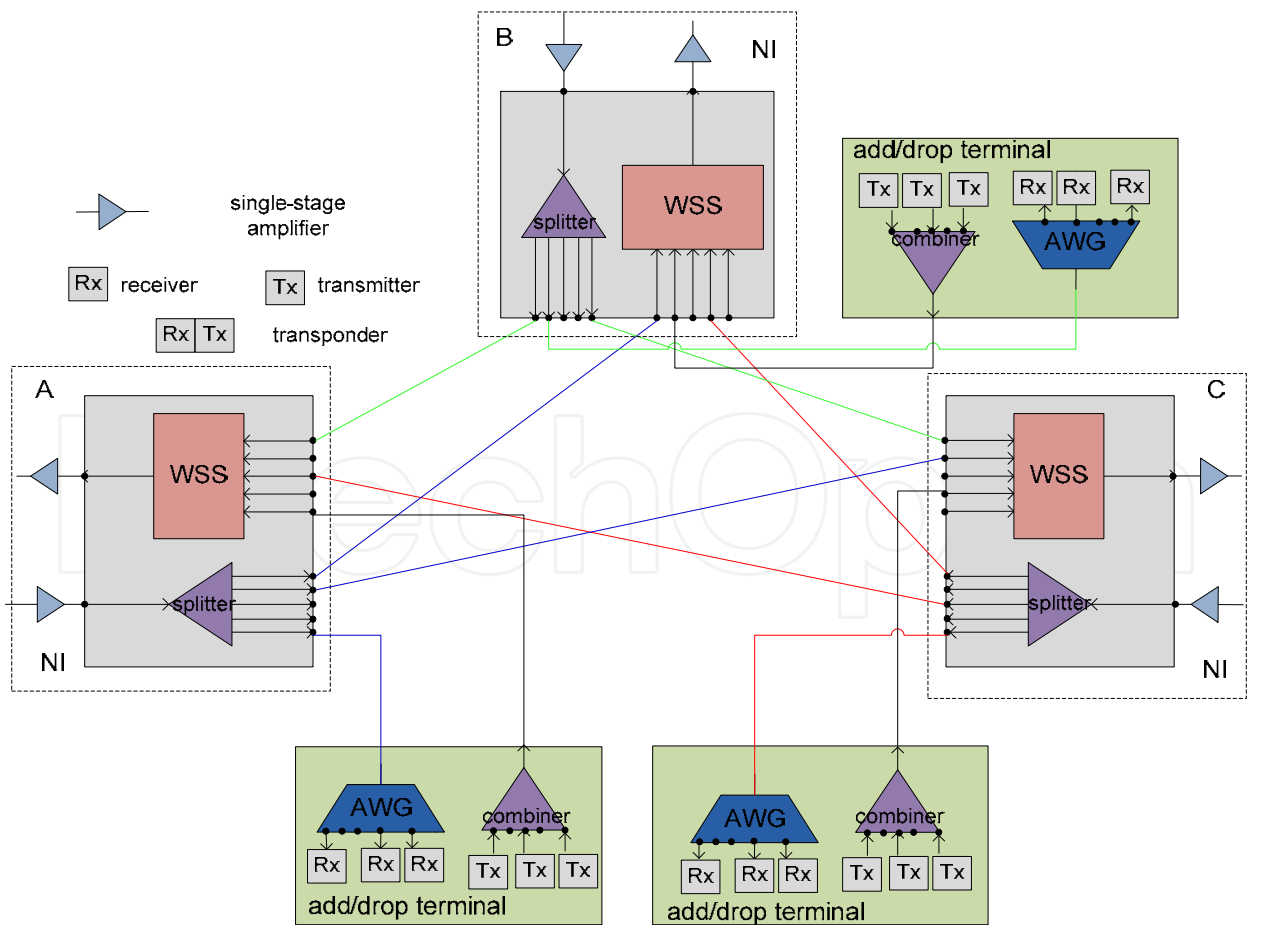 B
NI
splitter
WSS
add/drop terminal
Tx Tx Tx Rx Rx Rx
combiner
AWG
single-stage
amplifier
Rx receiver
Tx transmitter
Rx Tx transponder
A
WSS
splitter
NI
C
WSS
splitter
NI
AWG
combiner
Rx Rx Rx Tx Tx Tx
add/drop terminal
AWG
combiner
Rx Rx Rx Tx Tx Tx
add/drop terminal